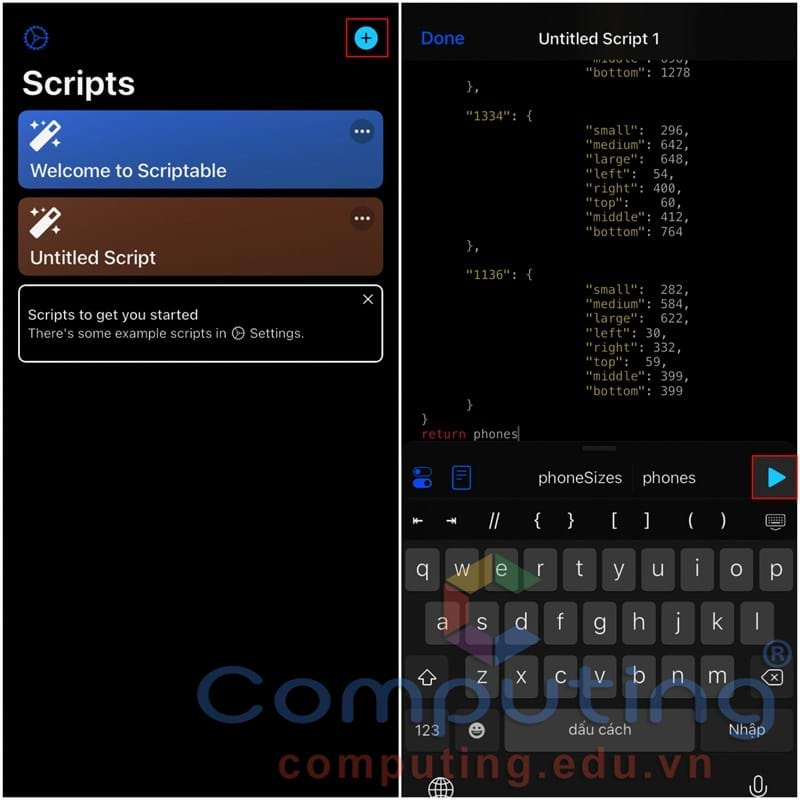 Scripts
Welcome to Scriptable
Untitled Script
Scripts to get you started
There's some example scripts in Settings.
Done
Untitled Script 1
"bottom": 1278
},
"1334": {
"small": 296,
"medium": 642,
"large": 648,
"left": 54,
"right": 400,
"top": 60,
"middle": 412,
"bottom": 764
},
"1136": {
"small": 282,
"medium": 584,
"large": 622,
"left": 30,
"right": 332,
"top": 59,
"middle": 399,
"bottom": 399
}
}
return phones
phoneSizes phones
// { } [ ] ( )
q w e r t y u i o p
a s d f g h j k l
z x c v b n m
123 dấu cách Nhập
Computing ®
computing.edu.vn